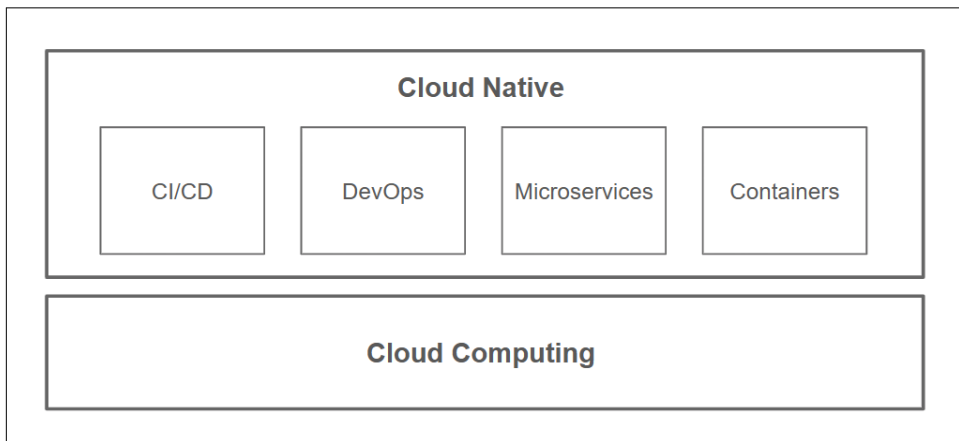 Cloud Native
CI/CD
DevOps
Microservices
Containers
Cloud Computing